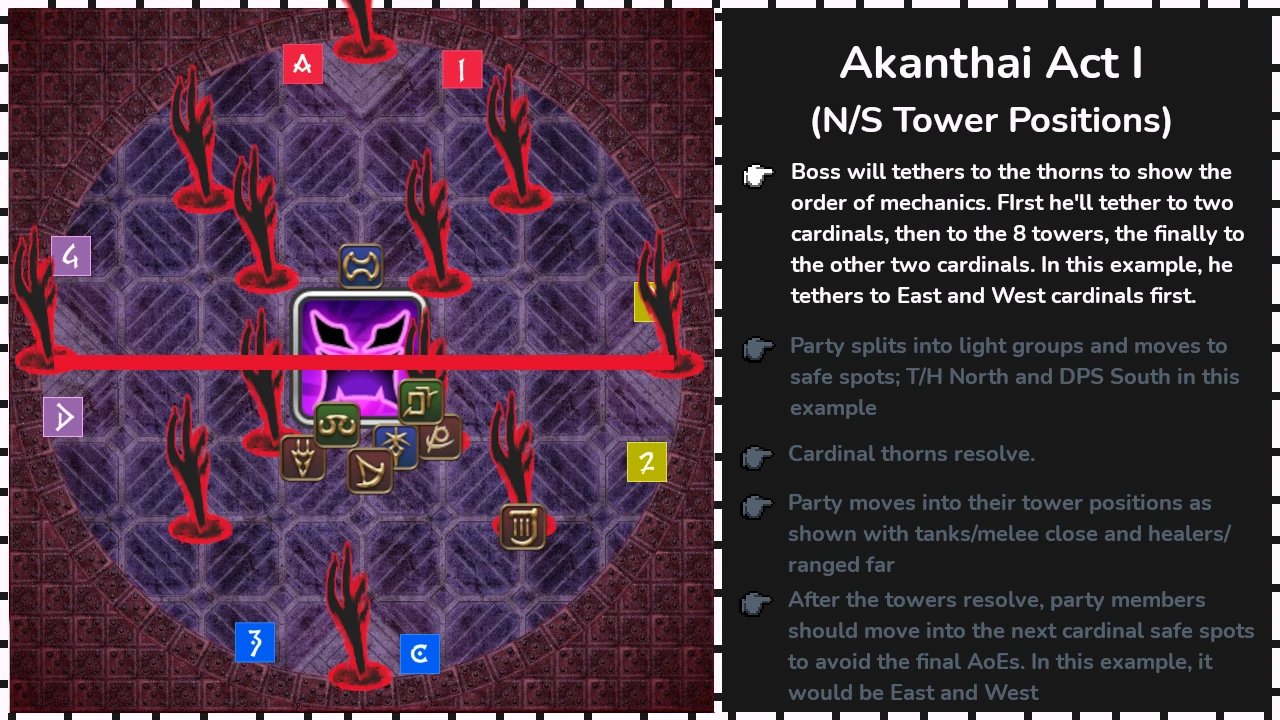 Akanthai Act I
(N/S Tower Positions)
Boss will tethers to the thorns to show the
order of mechanics. FIrst he'll tether to two
cardinals, then to the 8 towers, the finally to
the other two cardinals. In this example, he
tethers to East and West cardinals first.
Party splits into light groups and moves to
safe spots; T/H North and DPS South in this
example
Cardinal thorns resolve.
Party moves into their tower positions as
shown with tanks/melee close and healers/
ranged far
After the towers resolve, party members
should move into the next cardinal safe spots
to avoid the final AoEs. In this example, it
would be East and West
A
1
4
D
2
3
C